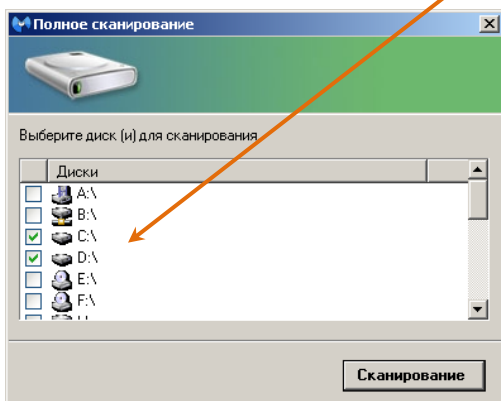 Полное сканирование
Выберите диск (и) для сканирования
Диски
A:\
B:\
C:\
D:\
E:\
F:\
Сканирование